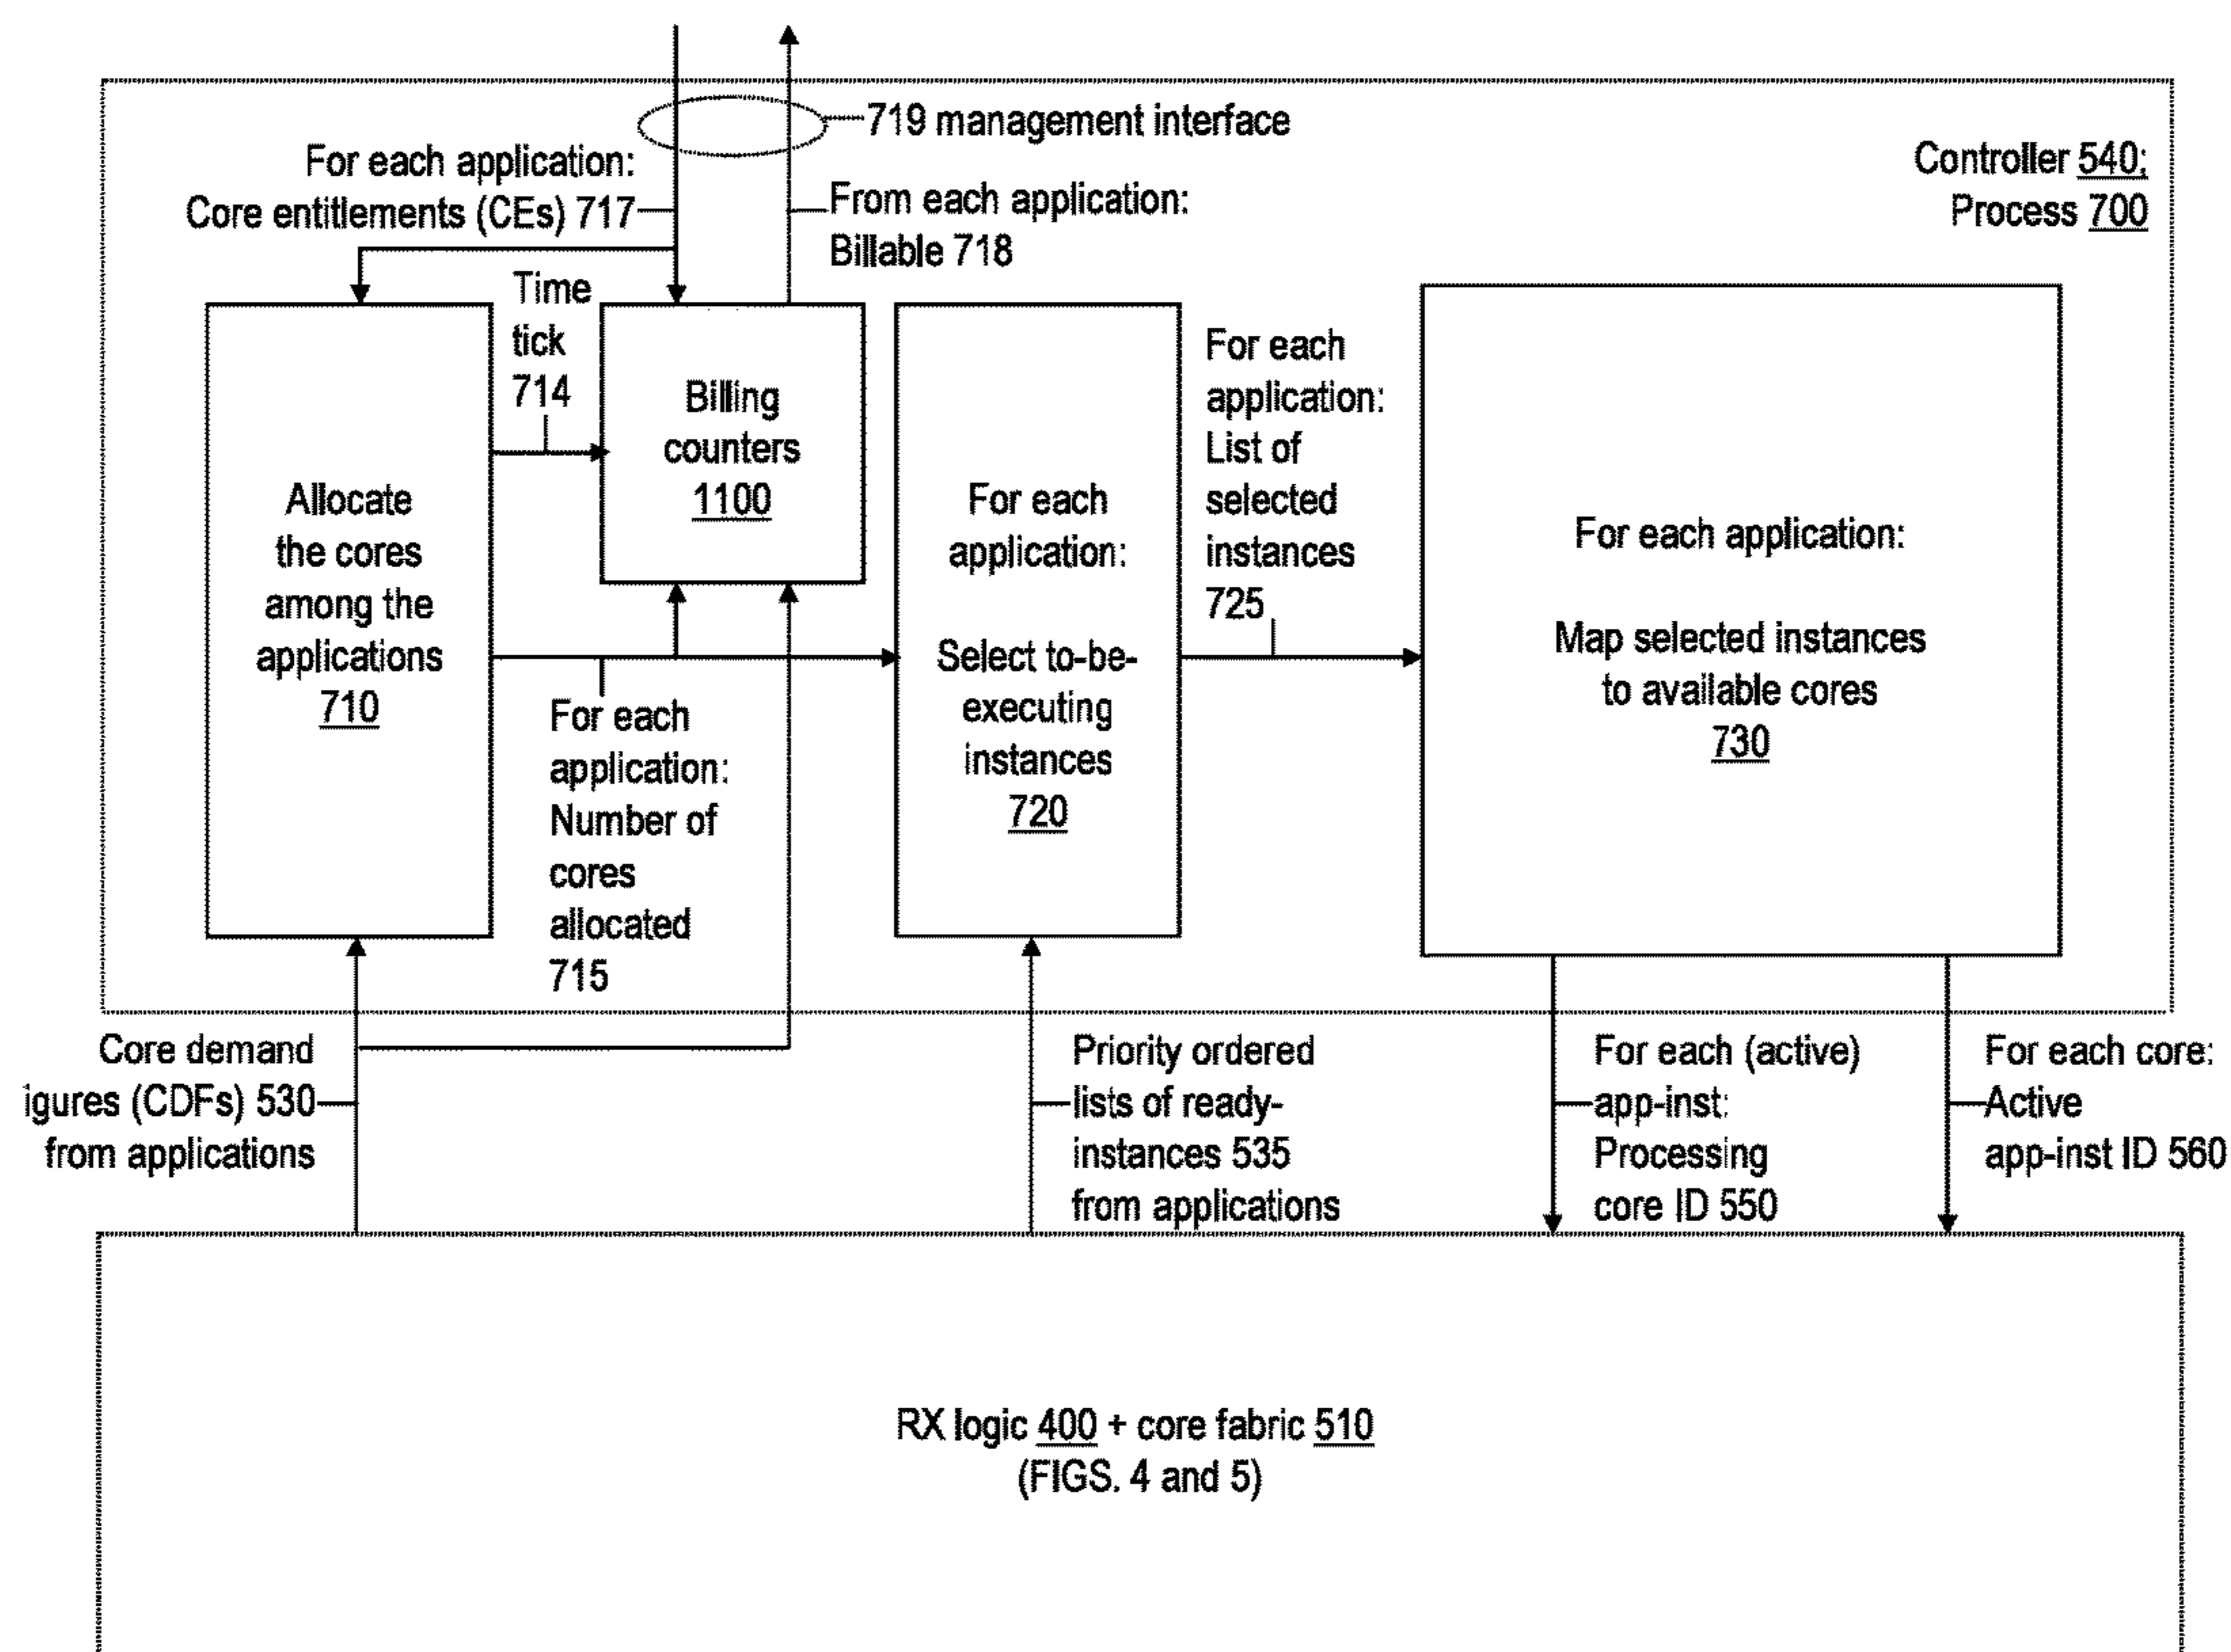 719 management interface
For each application:
Core entitlements (CEs) 717
From each application:
Billable 718
Controller 540;
Process 700
Time
tick
714
Allocate
the cores
among the
applications
710
Billing
counters
1100
For each
application:
Select to-be-
executing
instances
720
For each
application:
List of
selected
instances
725
For each application:
Map selected instances
to available cores
730
For each
application:
Number of
cores
allocated
715
Core demand
igures (CDFs) 530
from applications
Priority ordered
lists of ready-
instances 535
from applications
For each (active)
app-inst:
Processing
core ID 550
For each core:
Active
app-inst ID 560
RX logic 400 + core fabric 510
(FIGS. 4 and 5)